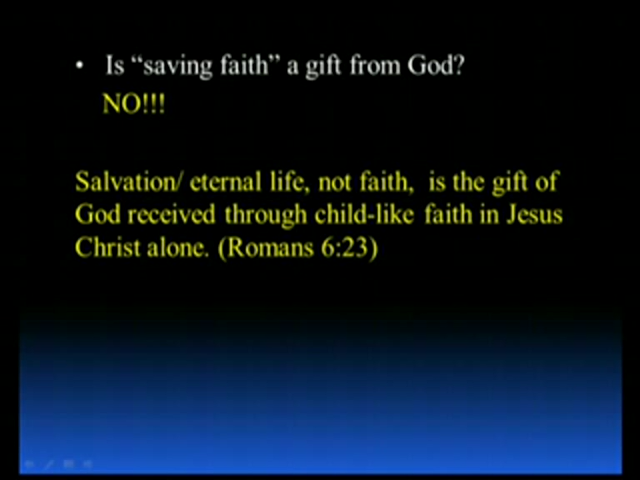 • Is “saving faith” a gift from God?
NO!!!
Salvation/ eternal life, not faith, is the gift of
God received through child-like faith in Jesus
Christ alone. (Romans 6:23)